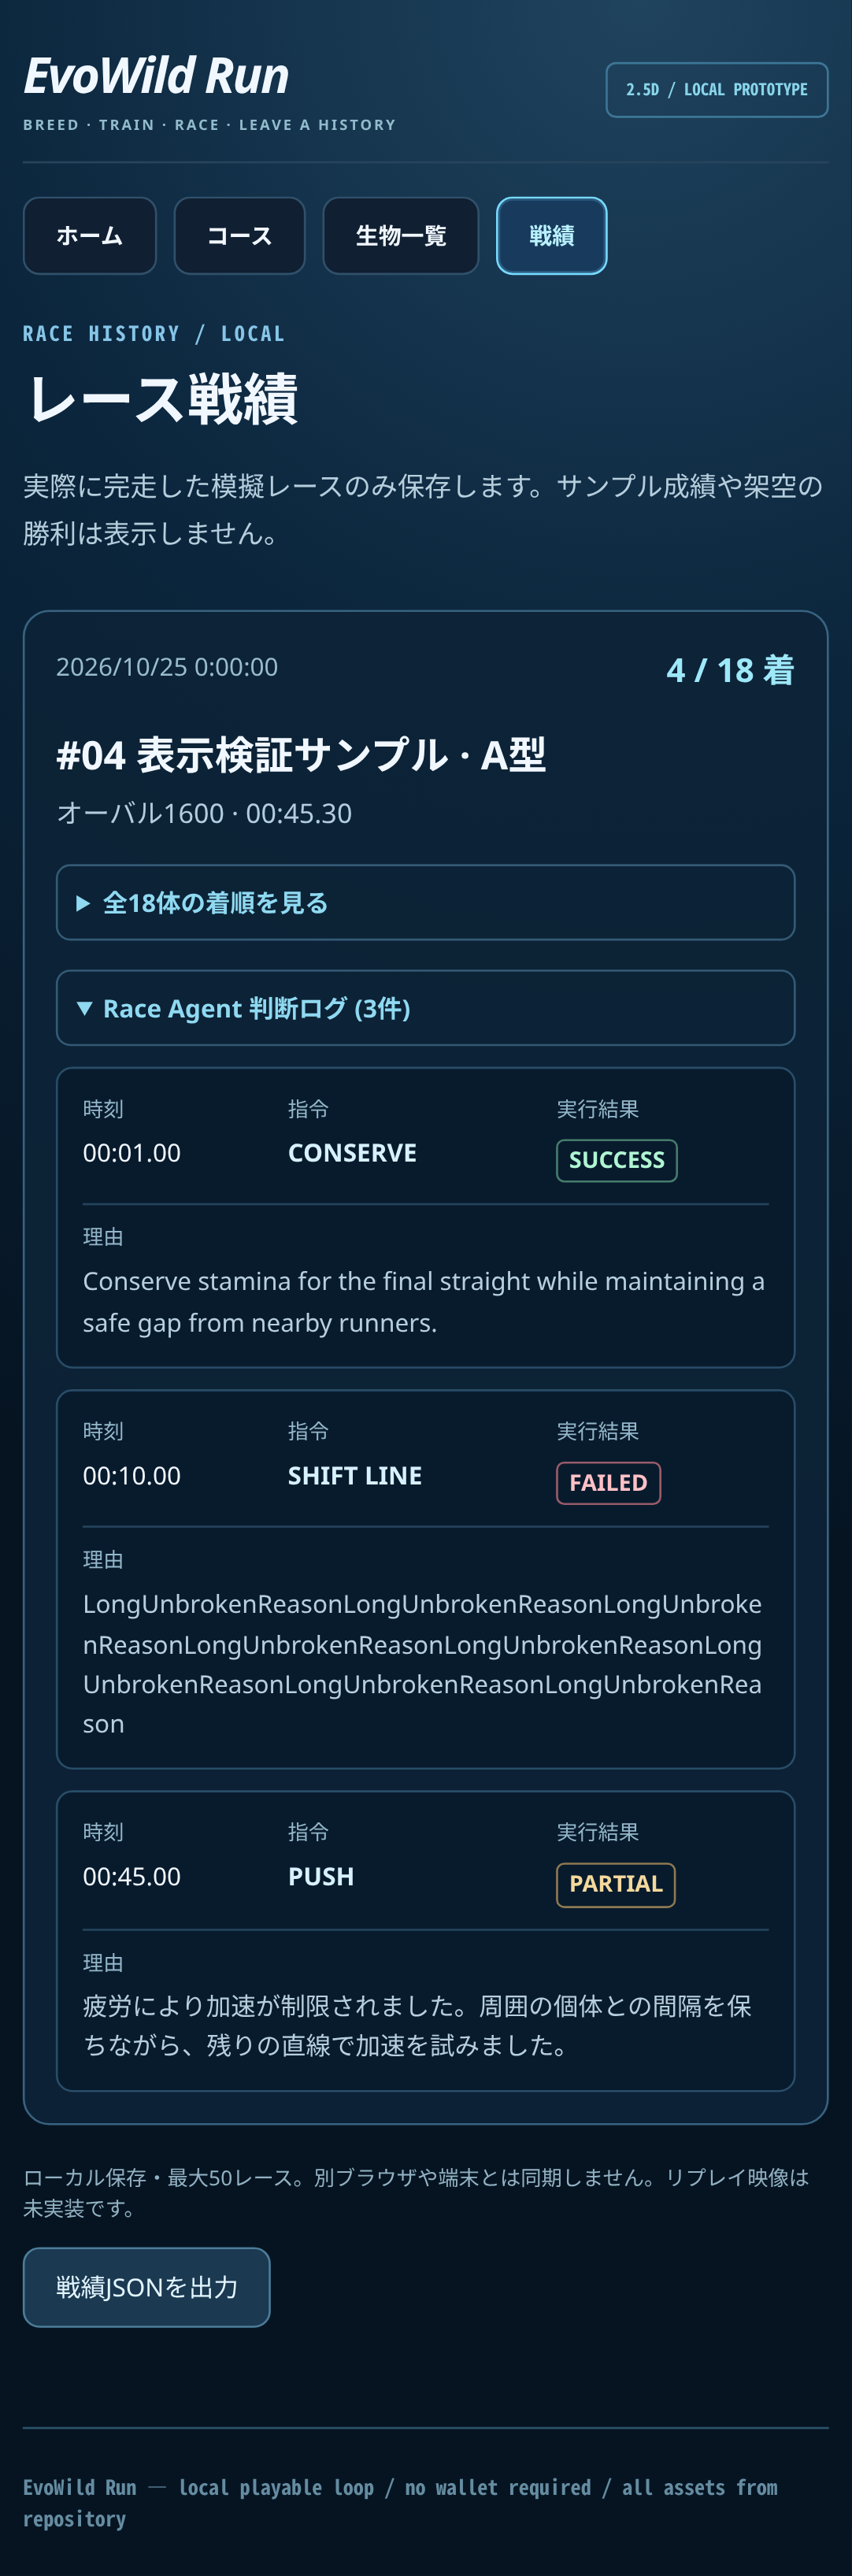 EvoWild Run
2.5D / LOCAL PROTOTYPE
BREED · TRAIN · RACE · LEAVE A HISTORY
ホーム
コース
生物一覧
戦績
RACE HISTORY / LOCAL
レース戦績
実際に完走した模擬レースのみ保存します。サンプル成績や架空の
勝利は表示しません。
2026/10/25 0:00:00
4 / 18 着
#04 表示検証サンプル · A型
オーバル1600 · 00:45.30
▶ 全18体の着順を見る
▼ Race Agent 判断ログ (3件)
時刻 指令 実行結果
00:01.00 CONSERVE SUCCESS
理由
Conserve stamina for the final straight while maintaining a
safe gap from nearby runners.
時刻 指令 実行結果
00:10.00 SHIFT LINE FAILED
理由
LongUnbrokenReasonLongUnbrokenReasonLongUnbroke
nReasonLongUnbrokenReasonLongUnbrokenReasonLong
UnbrokenReasonLongUnbrokenReasonLongUnbrokenRea
son
時刻 指令 実行結果
00:45.00 PUSH PARTIAL
理由
疲労により加速が制限されました。周囲の個体との間隔を保
ちながら、残りの直線で加速を試みました。
ローカル保存・最大50レース。別ブラウザや端末とは同期しません。リプレイ映像は
未実装です。
戦績JSONを出力
EvoWild Run — local playable loop / no wallet required / all assets from
repository